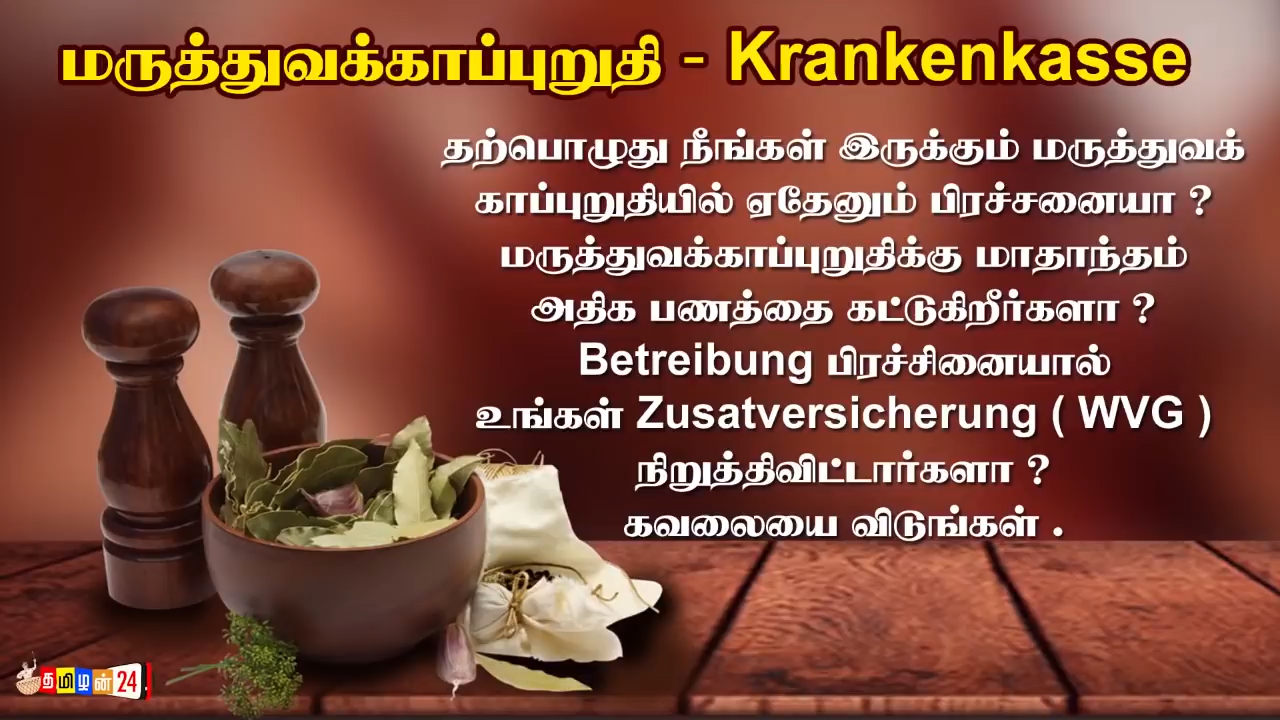 மருத்துவக்காப்புறுதி - Krankenkasse
தற்பொழுது நீங்கள் இருக்கும் மருத்துவக்
காப்புறுதியில் ஏதேனும் பிரச்சனையா ?
மருத்துவக்காப்புறுதிக்கு மாதாந்தம்
அதிக பணத்தை கட்டுகிறீர்களா ?
Betreibung பிரச்சினையால்
உங்கள் Zusatversicherung ( WVG )
நிறுத்திவிட்டார்களா ?
கவலையை விடுங்கள் .
தமிழன் 24